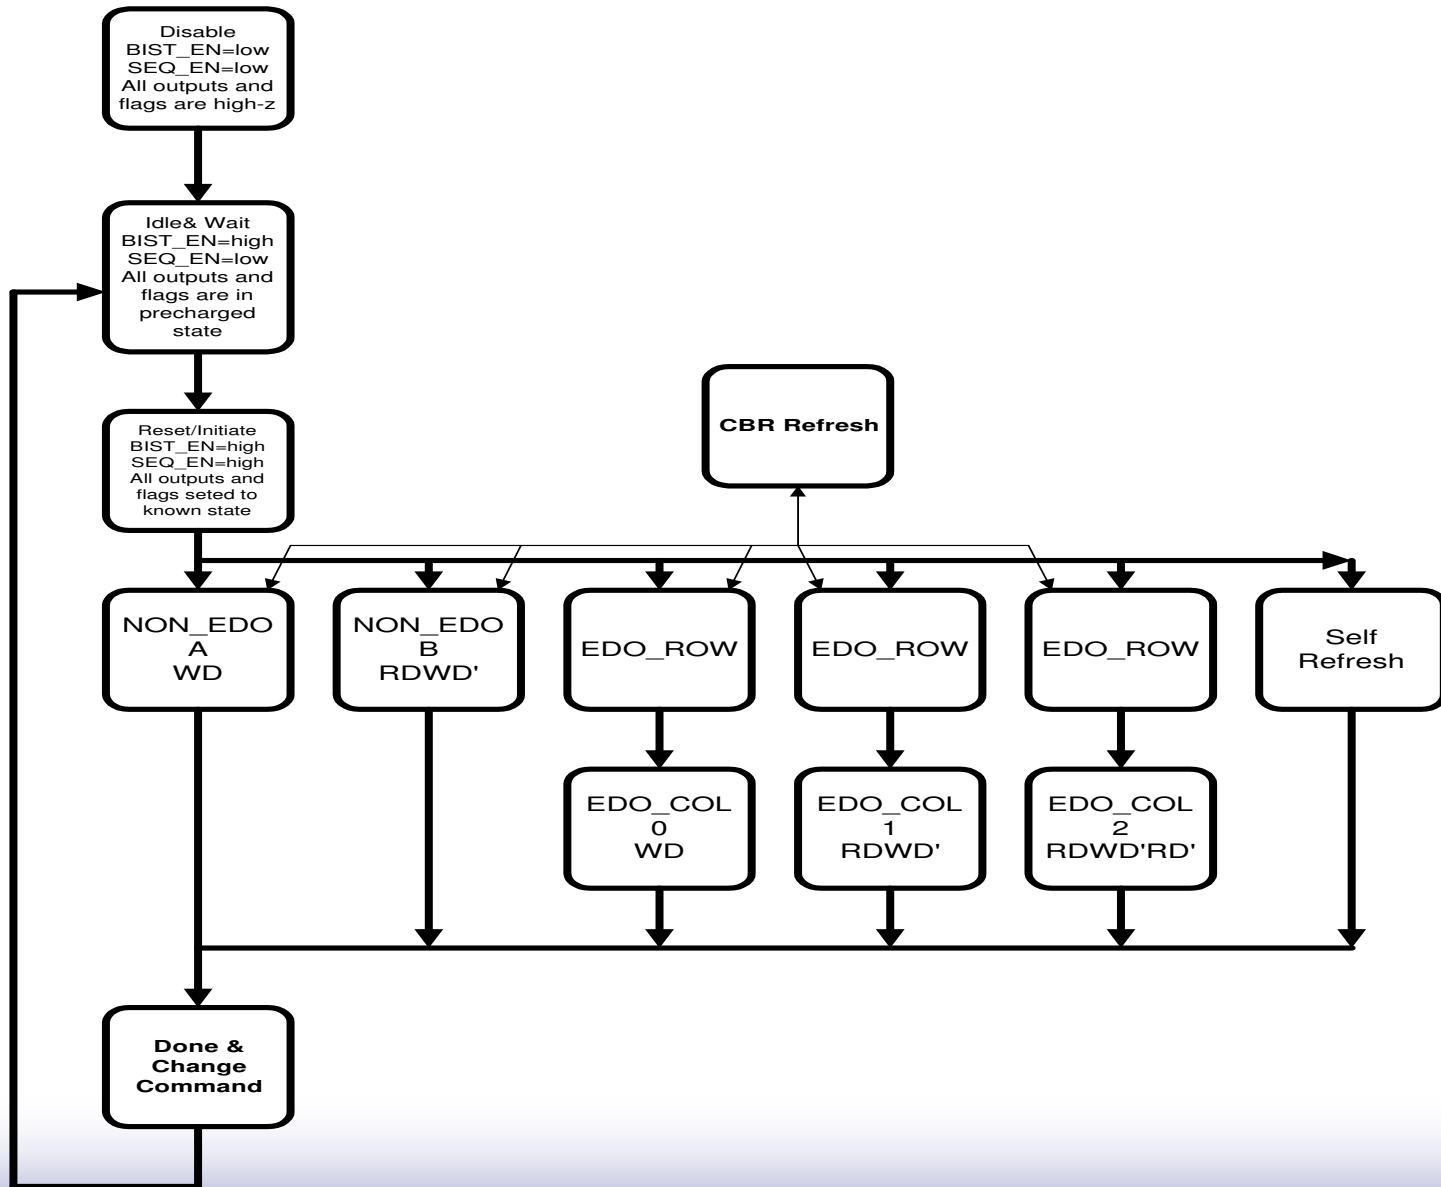 Disable
BIST_EN=low
SEQ_EN=low
All outputs and
flags are high-z
Idle& Wait
BIST_EN=high
SEQ_EN=low
All outputs and
flags are in
precharged
state
Reset/Initiate
BIST_EN=high
SEQ_EN=high
All outputs and
flags seted to
known state
CBR Refresh
NON_EDO
A
WD
NON_EDO
B
RDWD'
EDO_ROW
EDO_ROW
EDO_ROW
Self
Refresh
EDO_COL
0
WD
EDO_COL
1
RDWD'
EDO_COL
2
RDWD'RD'
Done &
Change
Command